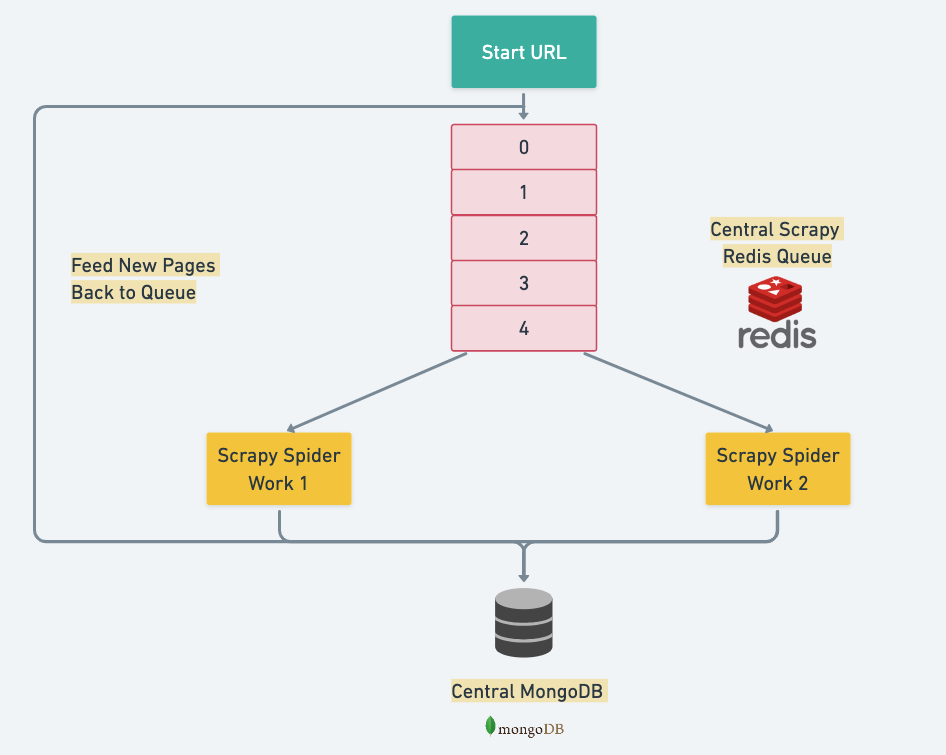 Start URL
0
1
2
3
4
Central Scrapy
Redis Queue
redis
Feed New Pages
Back to Queue
Scrapy Spider
Work 1
Scrapy Spider
Work 2
Central MongoDB
mongoDB